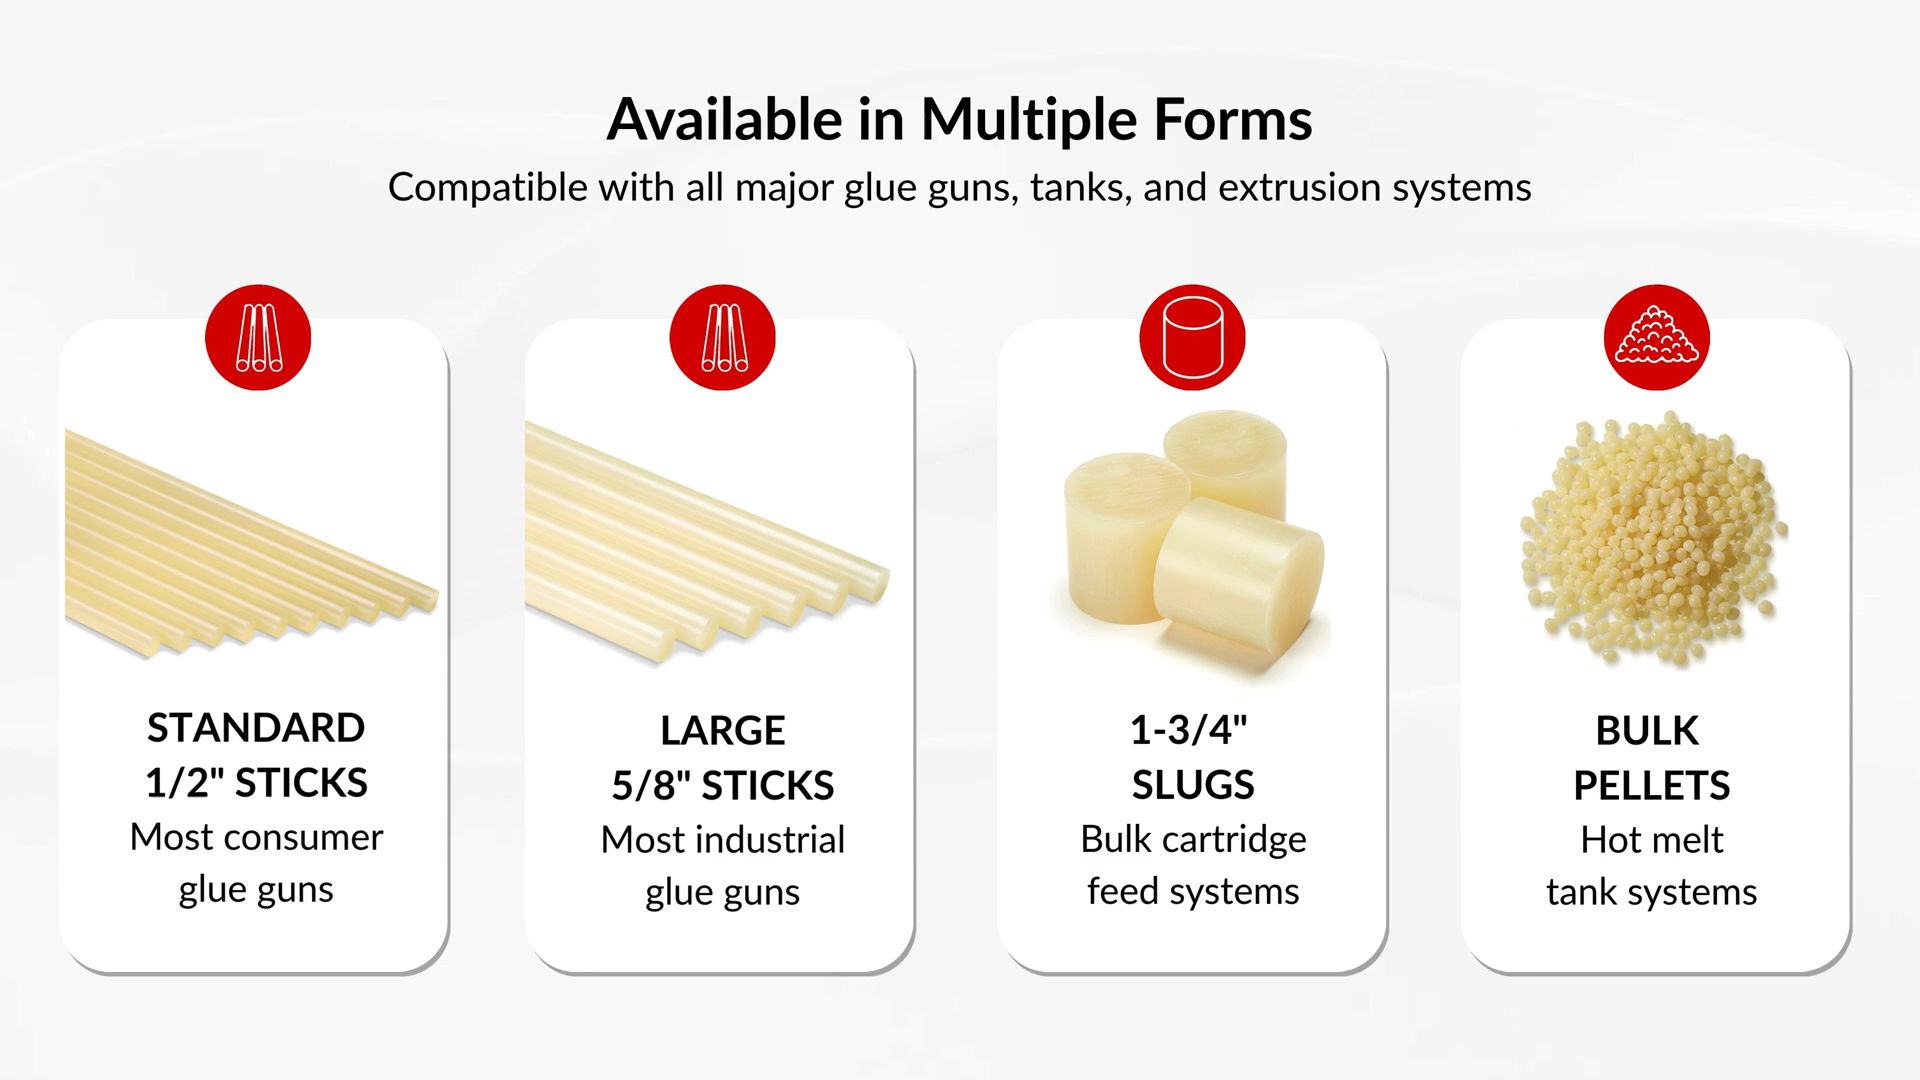 Available in Multiple Forms
Compatible with all major glue guns, tanks, and extrusion systems
STANDARD
1/2" STICKS
Most consumer
glue guns
LARGE
5/8" STICKS
Most industrial
glue guns
1-3/4"
SLUGS
Bulk cartridge
feed systems
BULK
PELLETS
Hot melt
tank systems